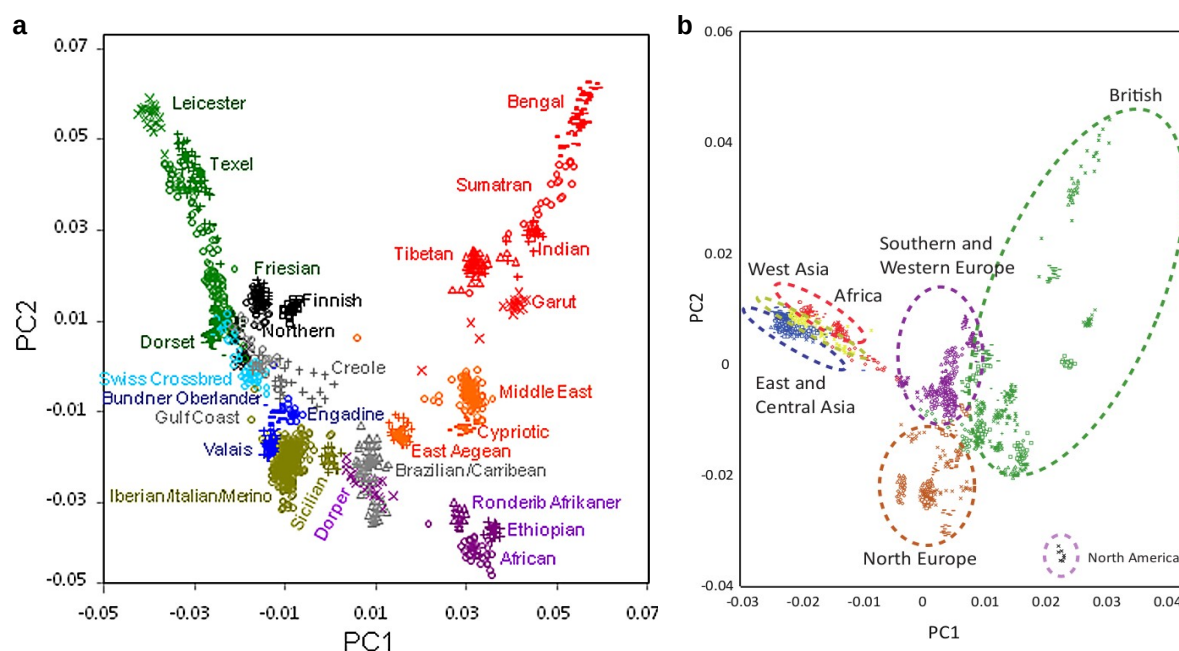 a
0.07
0.05
0.03
0.01
-0.01
-0.03
-0.05
PC2
-0.05
-0.03
-0.01
0.01
0.03
0.05
0.07
PC1
Leicester
Texel
Friesian
Finnish
Northern
Dorset
Swiss Crossbred
Bundner Oberlander
Creole
Gulf Coast
Engadine
Valais
Iberian/Italian/Merino
Sicilian
Dorper
Bengal
Sumatran
Indian
Tibetan
Garut
Middle East
Cypriotic
East Aegean
Brazilian/Carribean
Ronderib Afrikaner
Ethiopian
African
b
0.06
0.04
0.02
0
-0.02
-0.04
PC2
-0.03
-0.02
-0.01
0
0.01
0.02
0.03
0.04
PC1
British
Southern and
Western Europe
West Asia
Africa
East and
Central Asia
North Europe
North America